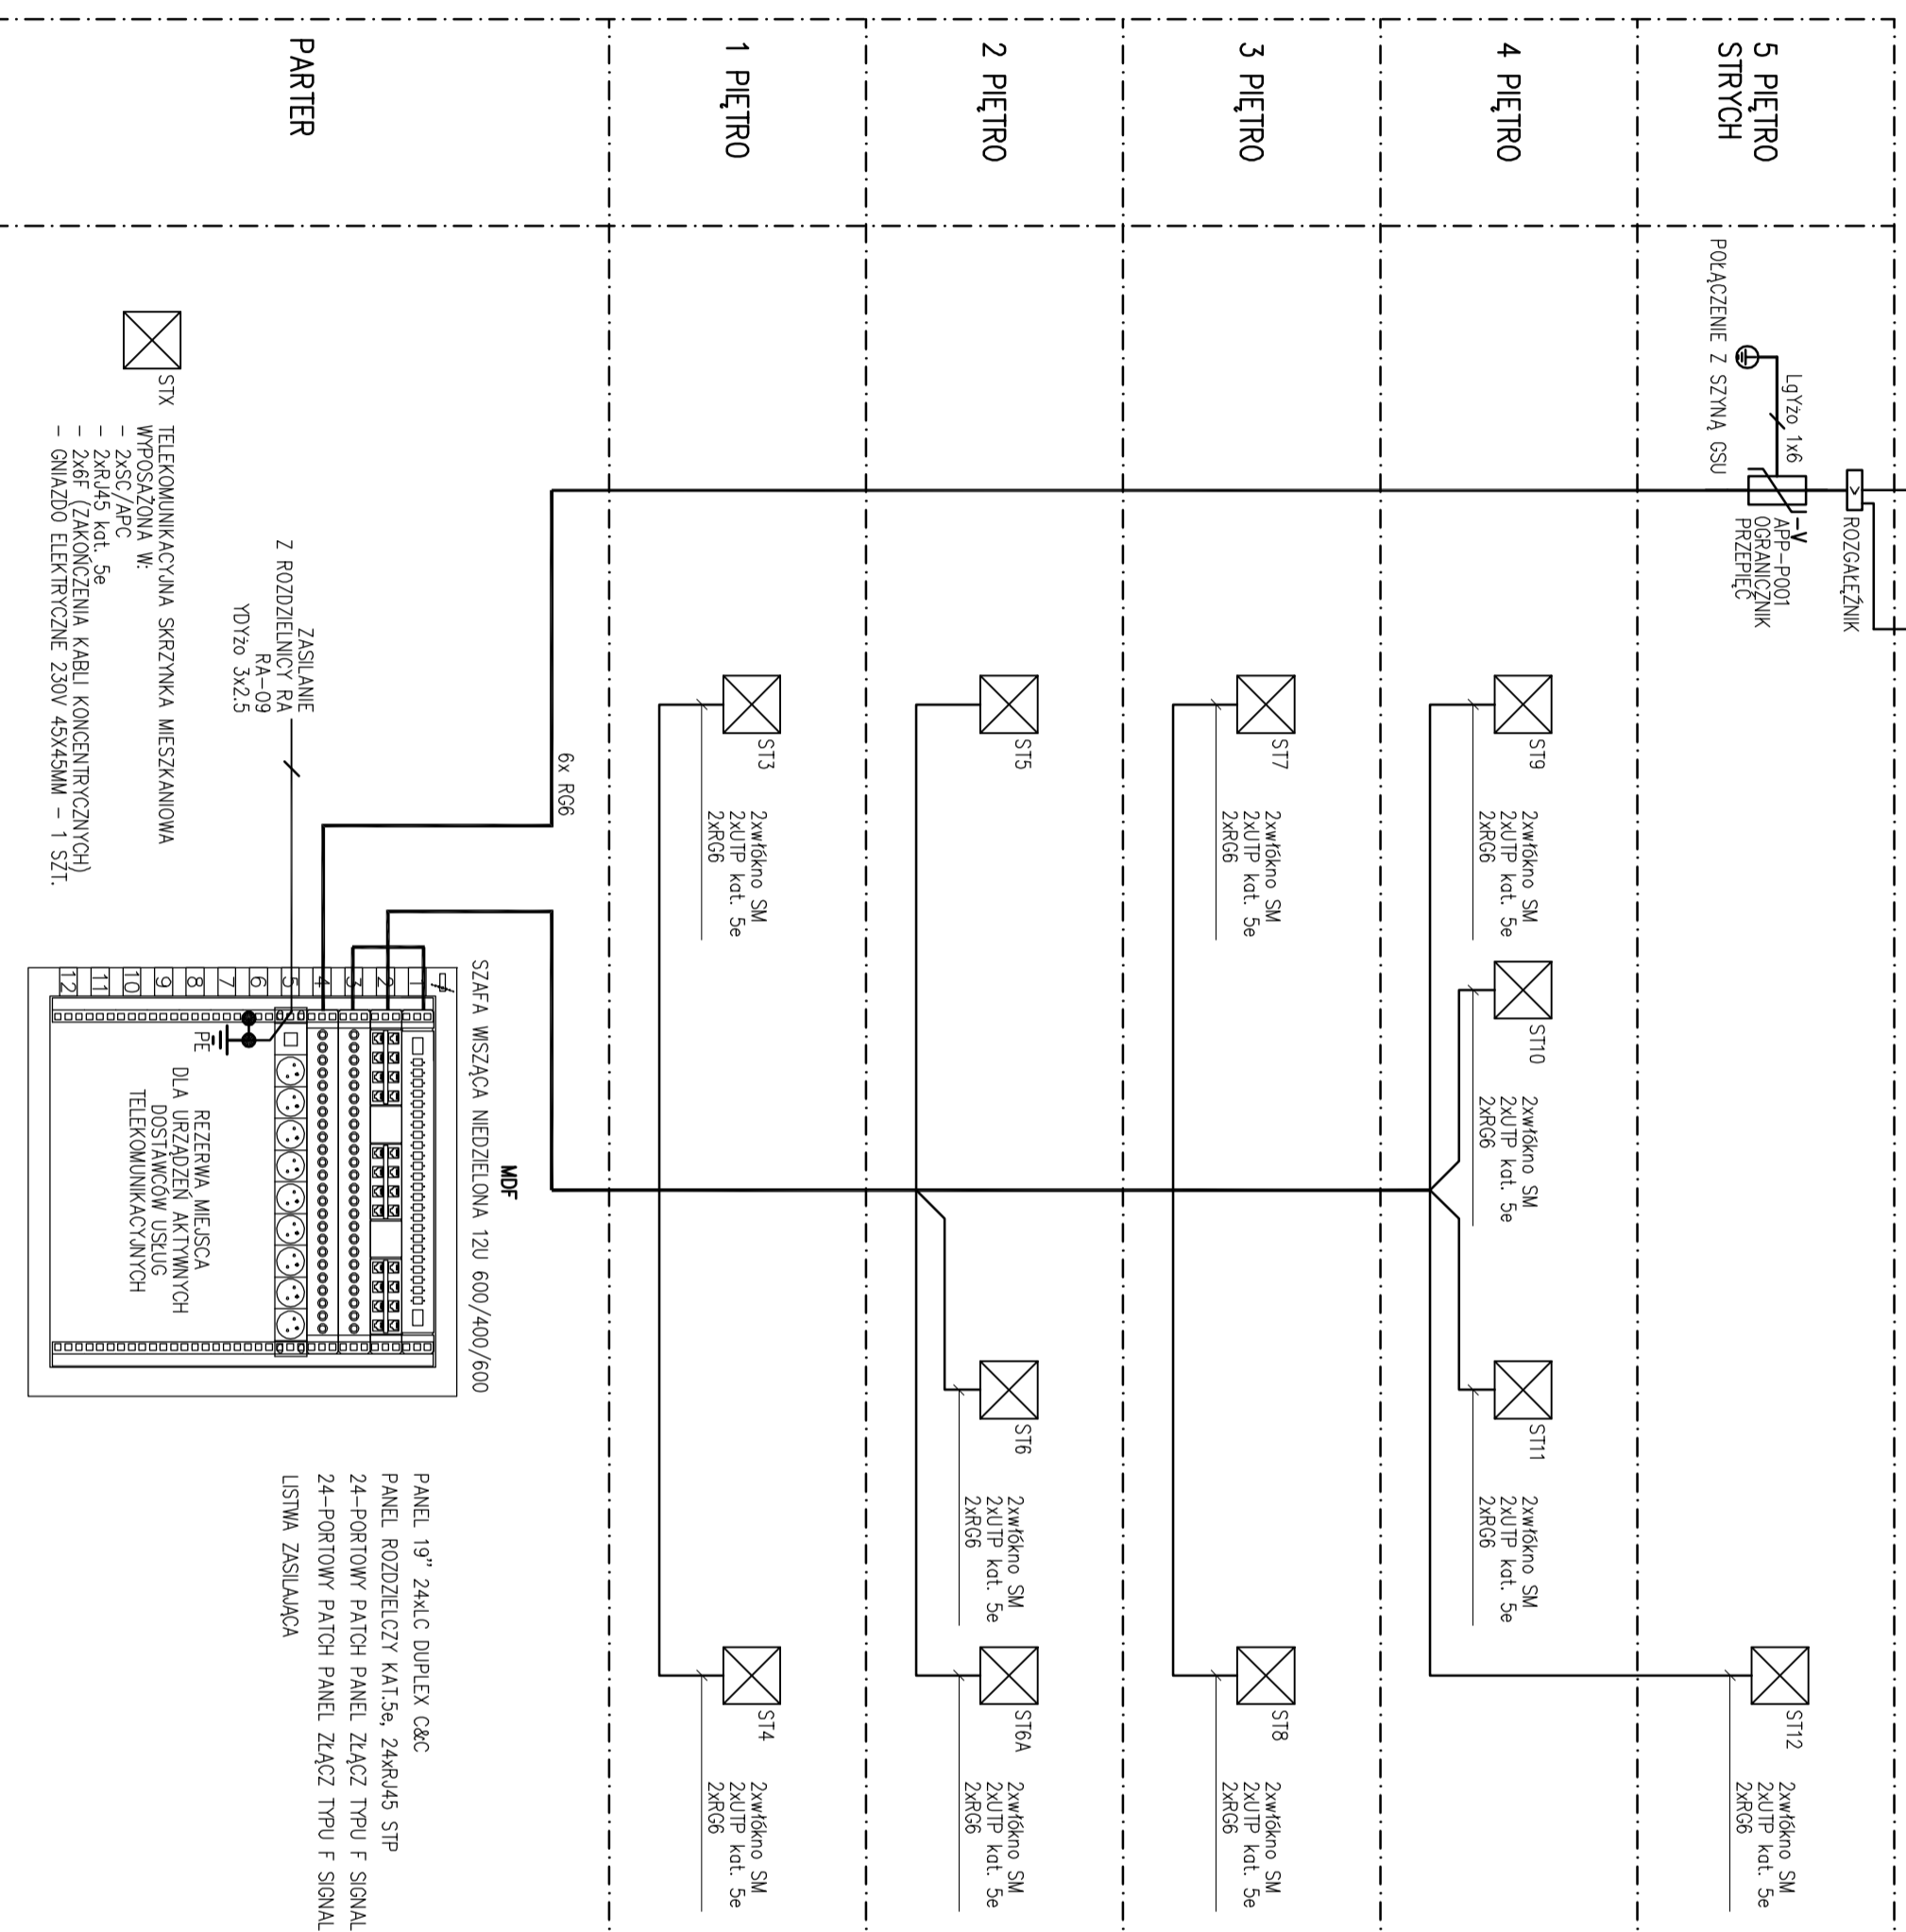 5 PIĘTRO
STRYCH
POŁĄCZENIE Z SZYNĄ GSU
LgYżo 1x6
ROZGAŁĘŹNIK
APP-P001
OGRANICZNIK
PRZEPIĘĆ
ST12
2xwłókno SM
2xUTP kat. 5e
2xRG6
4 PIĘTRO
ST9
2xwłókno SM
2xUTP kat. 5e
2xRG6
ST10
2xwłókno SM
2xUTP kat. 5e
2xRG6
ST11
2xwłókno SM
2xUTP kat. 5e
2xRG6
3 PIĘTRO
ST7
2xwłókno SM
2xUTP kat. 5e
2xRG6
ST8
2xwłókno SM
2xUTP kat. 5e
2xRG6
2 PIĘTRO
ST5
ST6
2xwłókno SM
2xUTP kat. 5e
2xRG6
ST6A
2xwłókno SM
2xUTP kat. 5e
2xRG6
1 PIĘTRO
ST3
2xwłókno SM
2xUTP kat. 5e
2xRG6
ST4
2xwłókno SM
2xUTP kat. 5e
2xRG6
PARTER
6x RG6
MDF
SZAFA WISZĄCA NIEDZIELONA 12U 600/400/600
1
2
3
4
5
6
7
8
9
10
11
12
PE
REZERWA MIEJSCA
DLA URZĄDZEŃ AKTYWNYCH
DOSTAWCÓW USŁUG
TELEKOMUNIKACYJNYCH
PANEL 19" 24xLC DUPLEX C&C
PANEL ROZDZIELCZY KAT.5e, 24xRJ45 STP
24-PORTOWY PATCH PANEL ZŁĄCZ TYPU F SIGNAL
24-PORTOWY PATCH PANEL ZŁĄCZ TYPU F SIGNAL
LISTWA ZASILAJĄCA
ZASILANIE
Z ROZDZIELNICY RA
RA-09
YDYżo 3x2.5
STX TELEKOMUNIKACYJNA SKRZYNKA MIESZKANIOWA
WYPOSAŻONA W:
- 2xSC/APC
- 2xRJ45 kat. 5e
- 2x6F (ZAKOŃCZENIA KABLI KONCENTRYCZNYCH)
- GNIAZDO ELEKTRYCZNE 230V 45X45MM - 1 SZT.